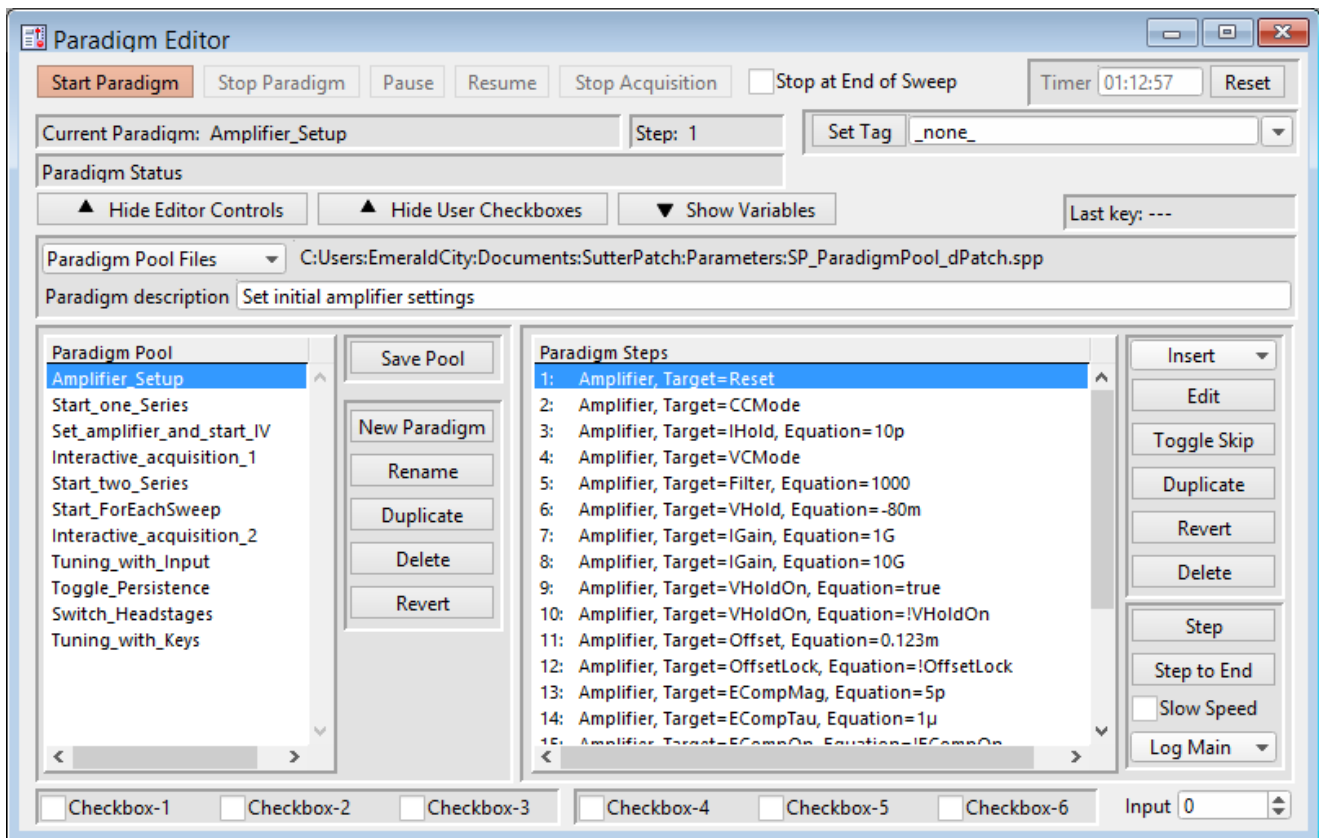 Paradigm Editor
Start Paradigm Stop Paradigm Pause Resume Stop Acquisition Stop at End of Sweep Timer 01:12:57 Reset
Current Paradigm: Amplifier_Setup Step: 1 Set Tag _none_
Paradigm Status
▲ Hide Editor Controls ▲ Hide User Checkboxes ▼ Show Variables Last key: ---
Paradigm Pool Files C:Users:EmeraldCity:Documents:SutterPatch:Parameters:SP_ParadigmPool_dPatch.spp
Paradigm description Set initial amplifier settings
Paradigm Pool
Amplifier_Setup
Start_one_Series
Set_amplifier_and_start_IV
Interactive_acquisition_1
Start_two_Series
Start_ForEachSweep
Interactive_acquisition_2
Tuning_with_Input
Toggle_Persistence
Switch_Headstages
Tuning_with_Keys
Save Pool
New Paradigm
Rename
Duplicate
Delete
Revert
Paradigm Steps
1: Amplifier, Target=Reset
2: Amplifier, Target=CCMode
3: Amplifier, Target=IHold, Equation=10p
4: Amplifier, Target=VCMode
5: Amplifier, Target=Filter, Equation=1000
6: Amplifier, Target=VHold, Equation=-80m
7: Amplifier, Target=IGain, Equation=1G
8: Amplifier, Target=IGain, Equation=10G
9: Amplifier, Target=VHoldOn, Equation=true
10: Amplifier, Target=VHoldOn, Equation=!VHoldOn
11: Amplifier, Target=Offset, Equation=0.123m
12: Amplifier, Target=OffsetLock, Equation=!OffsetLock
13: Amplifier, Target=ECompMag, Equation=5p
14: Amplifier, Target=ECompTau, Equation=1µ
15: Amplifier, Target=ECompOn, Equation=!ECompOn
Insert
Edit
Toggle Skip
Duplicate
Revert
Delete
Step
Step to End
Slow Speed
Log Main
Checkbox-1 Checkbox-2 Checkbox-3 Checkbox-4 Checkbox-5 Checkbox-6 Input 0